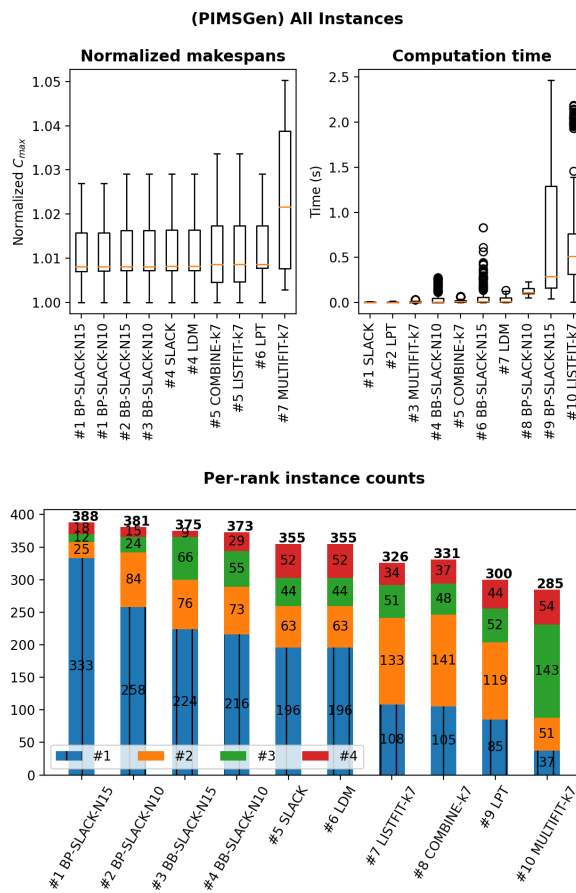 (PIMSGen) All Instances
Normalized makespans
Normalized Cmax
1.05
1.04
1.03
1.02
1.01
1.00
#1 BP-SLACK-N15
#1 BP-SLACK-N10
#2 BB-SLACK-N15
#3 BB-SLACK-N10
#4 SLACK
#4 LDM
#5 COMBINE-k7
#5 LISTFIT-k7
#6 LPT
#7 MULTIFIT-k7
Computation time
Time (s)
2.5
2.0
1.5
1.0
0.5
0.0
#1 SLACK
#2 LPT
#3 MULTIFIT-k7
#4 BB-SLACK-N10
#5 COMBINE-k7
#6 BB-SLACK-N15
#7 LDM
#8 BP-SLACK-N10
#9 BP-SLACK-N15
#10 LISTFIT-k7
Per-rank instance counts
400
350
300
250
200
150
100
50
0
388
18
12
25
333
381
15
24
84
258
375
9
66
76
224
373
29
55
73
216
355
52
44
63
196
355
52
44
63
196
326
34
51
133
108
331
37
48
141
105
300
44
52
119
85
285
54
143
51
37
#1 #2 #3 #4
#1 BP-SLACK-N15
#2 BP-SLACK-N10
#3 BB-SLACK-N15
#4 BB-SLACK-N10
#5 SLACK
#6 LDM
#7 LISTFIT-k7
#8 COMBINE-k7
#9 LPT
#10 MULTIFIT-k7